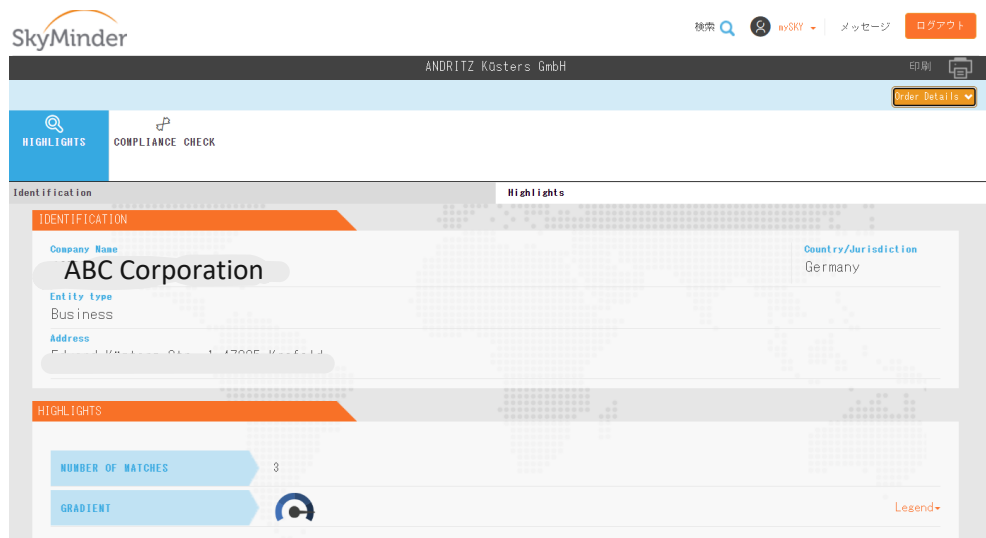 SkyMinder
検索 mySKY メッセージ ログアウト
ANDRITZ Küsters GmbH 印刷
Order Details
HIGHLIGHTS COMPLIANCE CHECK
Identification Highlights
IDENTIFICATION
Company Name Country/Jurisdiction
ABC Corporation Germany
Entity type
Business
Address
HIGHLIGHTS
NUMBER OF MATCHES 3
GRADIENT Legend